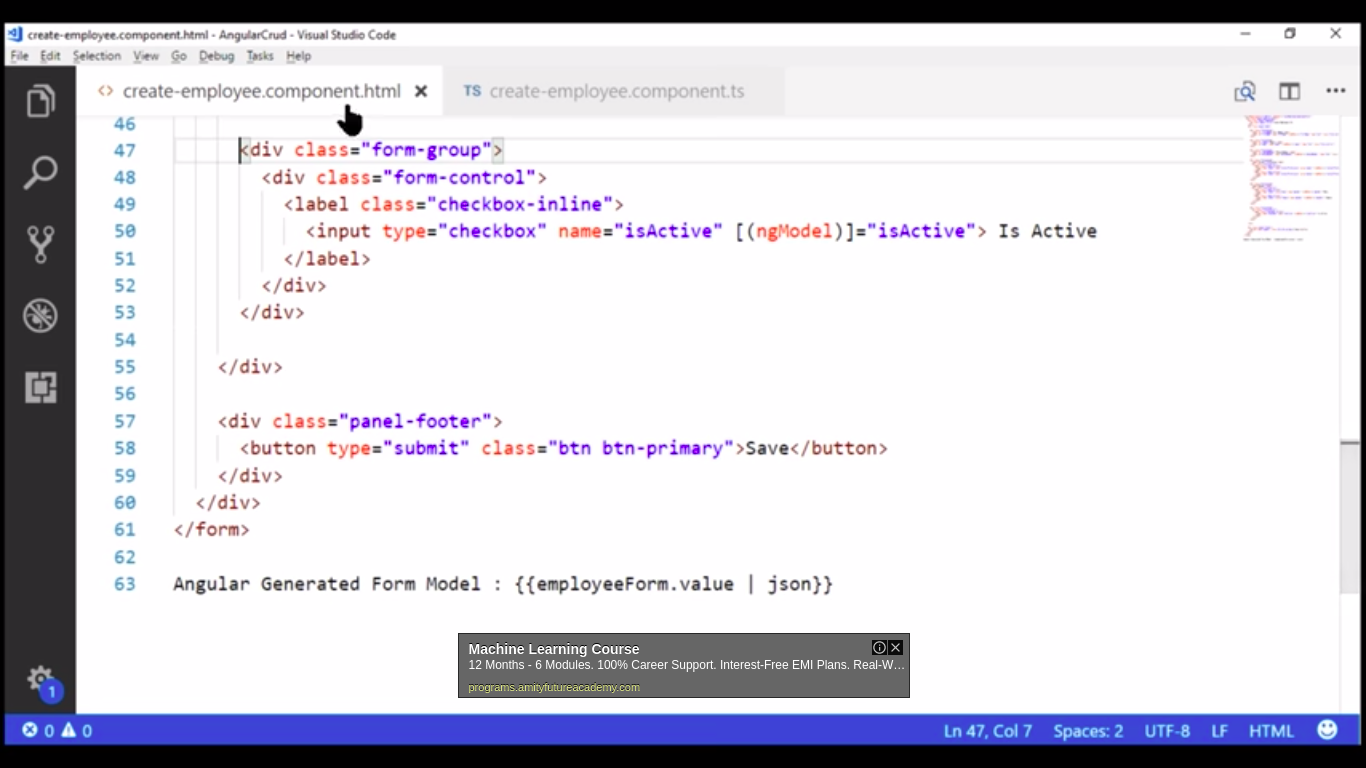 create-employee.component.html - AngularCrud - Visual Studio Code
File Edit Selection View Go Debug Tasks Help
create-employee.component.html
TS create-employee.component.ts
46
47 <div class="form-group">
48 <div class="form-control">
49 <label class="checkbox-inline">
50 <input type="checkbox" name="isActive" [(ngModel)]="isActive"> Is Active
51 </label>
52 </div>
53 </div>
54
55 </div>
56
57 <div class="panel-footer">
58 <button type="submit" class="btn btn-primary">Save</button>
59 </div>
60 </div>
61 </form>
62
63 Angular Generated Form Model : {{employeeForm.value | json}}
Machine Learning Course
12 Months - 6 Modules. 100% Career Support. Interest-Free EMI Plans. Real-W...
programs.amityfutureacademy.com
1
0 0 Ln 47, Col 7 Spaces: 2 UTF-8 LF HTML